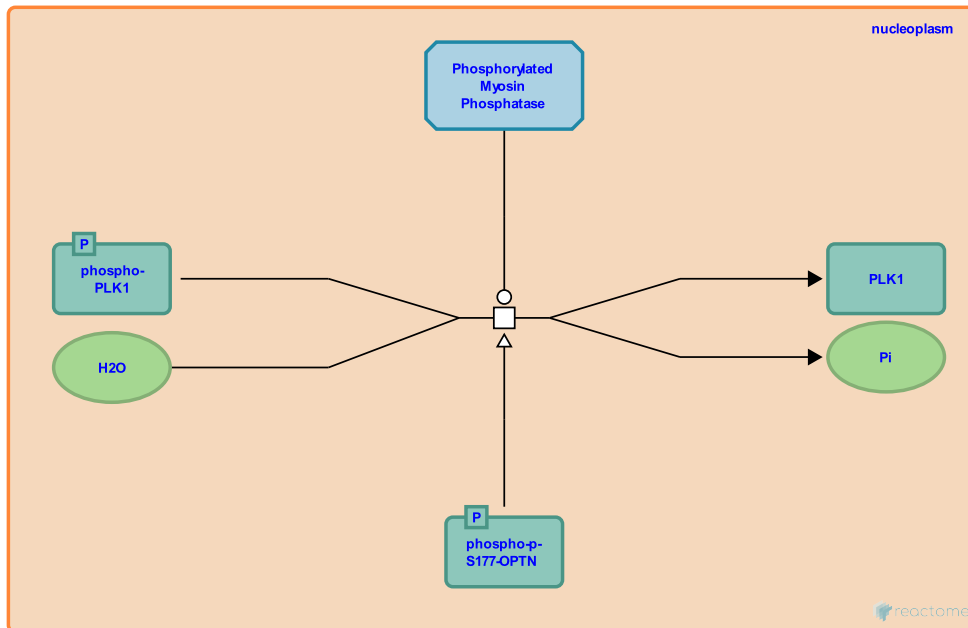 nucleoplasm
Phosphorylated
Myosin
Phosphatase
P
phospho-
PLK1
H2O
PLK1
Pi
P
phospho-p-
S177-OPTN
reactome